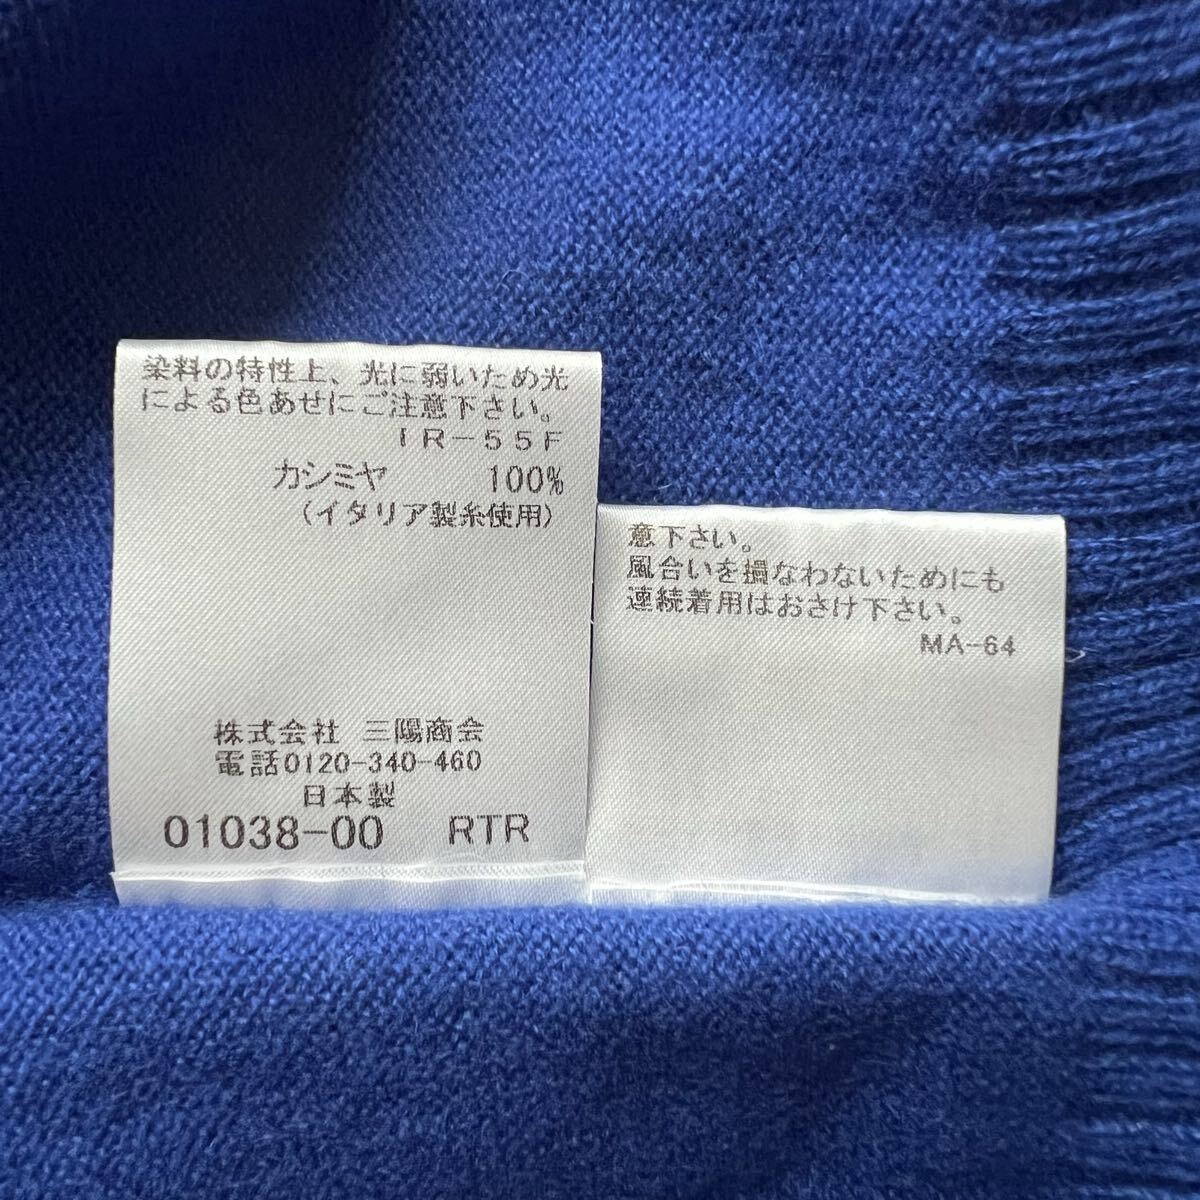 染料の特性上、光に弱いため光
による色あせにご注意下さい。
IR-55F
カシミヤ 100%
(イタリア製糸使用)
株式会社 三陽商会
電話0120-340-460
日本製
01038-00 RTR
意下さい。
風合いを損なわないためにも
連続着用はおさけ下さい。
MA-64